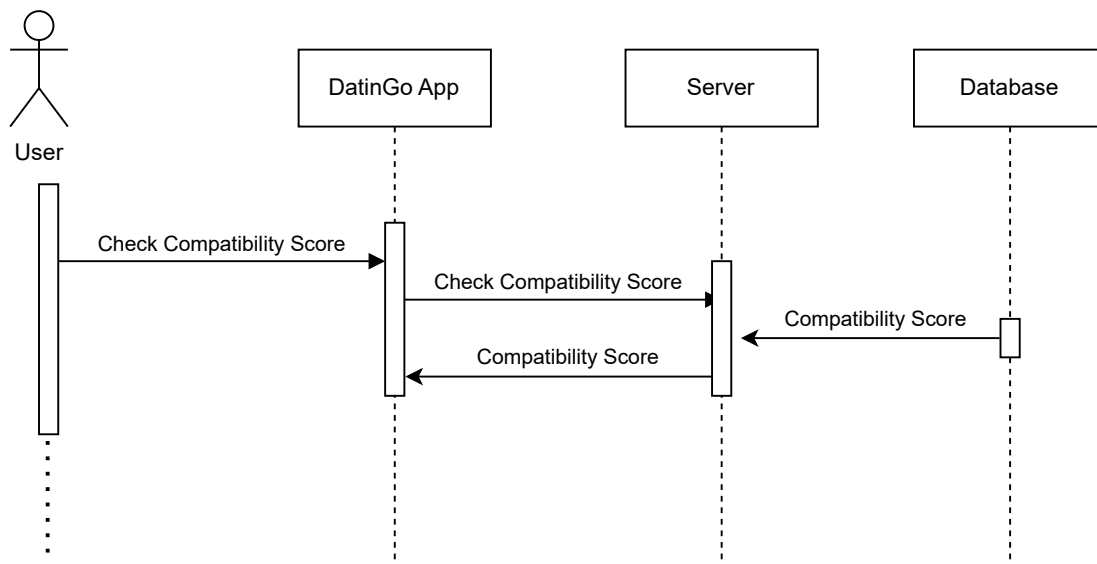 User
DatinGo App
Server
Database
Check Compatibility Score
Check Compatibility Score
Compatibility Score
Compatibility Score